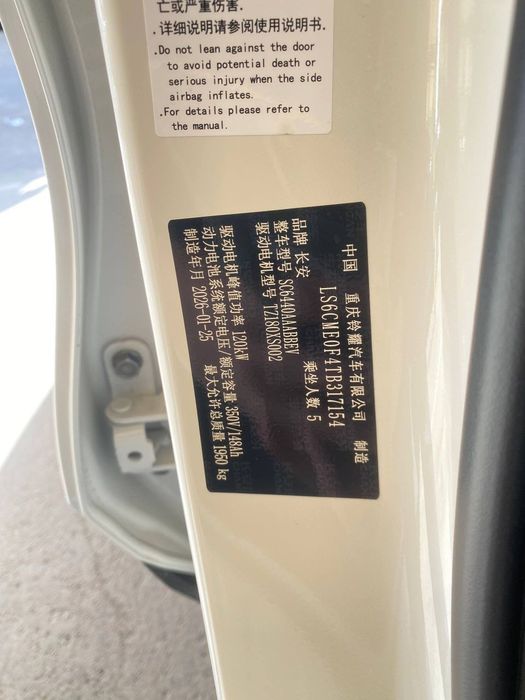 亡或严重伤害.
.详细说明请参阅使用说明书.
.Do not lean against the door
to avoid potential death or
serious injury when the side
airbag inflates.
.For details please refer to
the manual.
中国 重庆铃耀汽车有限公司 制造
LS6CME0F4TB317154
品牌 长安 乘坐人数 5
整车型号 SC6440AAABBEV
驱动电机型号 TZ180XS002
驱动电机峰值功率 120kW
动力电池系统额定电压/额定容量 350V/148Ah
制造年月 2026-01-25 最大允许总质量 1950 kg